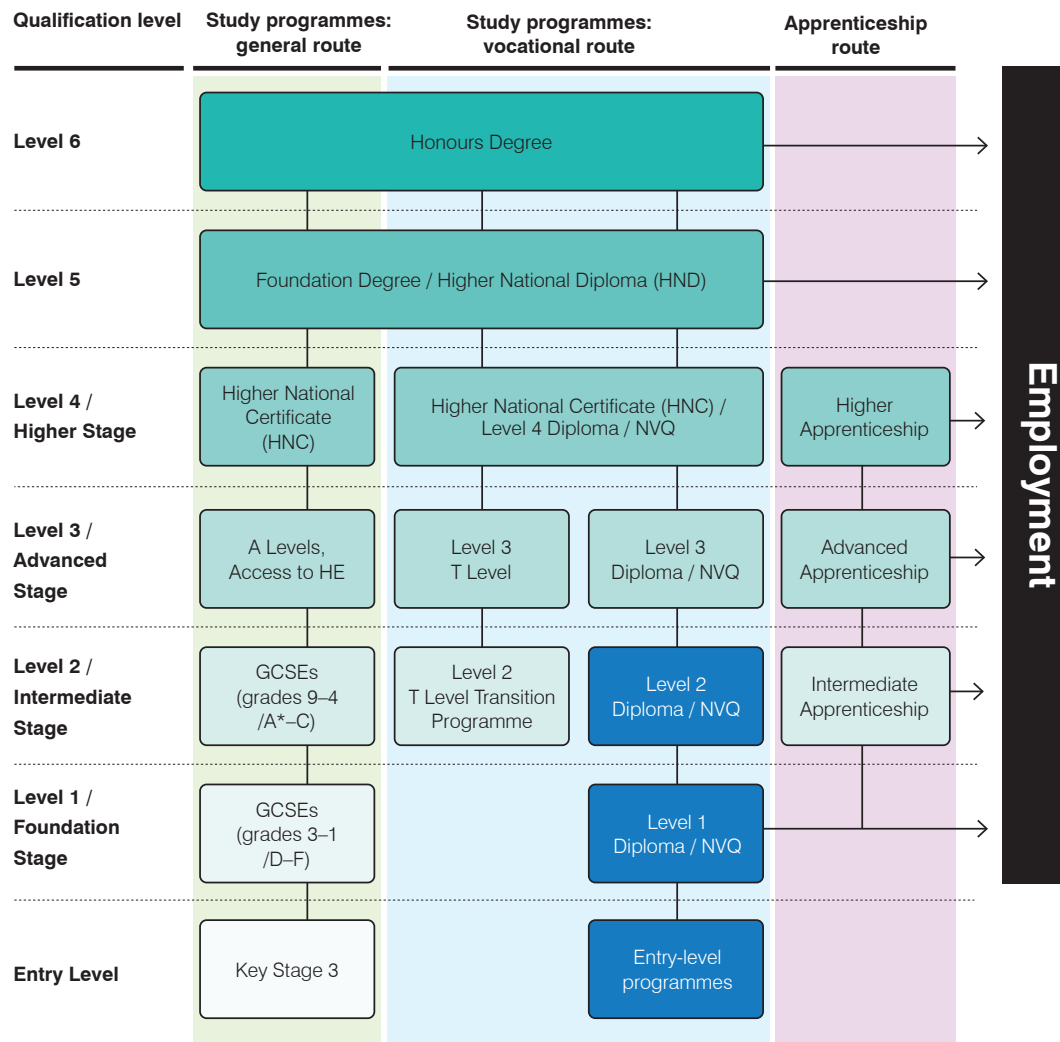 Qualification level
Study programmes:
general route
Study programmes:
vocational route
Apprenticeship
route
Level 6
Honours Degree
Level 5
Foundation Degree / Higher National Diploma (HND)
Level 4 /
Higher Stage
Higher National
Certificate
(HNC)
Higher National Certificate (HNC) /
Level 4 Diploma / NVQ
Higher
Apprenticeship
Level 3 /
Advanced
Stage
A Levels,
Access to HE
Level 3
T Level
Level 3
Diploma / NVQ
Advanced
Apprenticeship
Level 2 /
Intermediate
Stage
GCSEs
(grades 9–4
/A*–C)
Level 2
T Level Transition
Programme
Level 2
Diploma / NVQ
Intermediate
Apprenticeship
Level 1 /
Foundation
Stage
GCSEs
(grades 3–1
/D–F)
Level 1
Diploma / NVQ
Entry Level
Key Stage 3
Entry-level
programmes
Employment